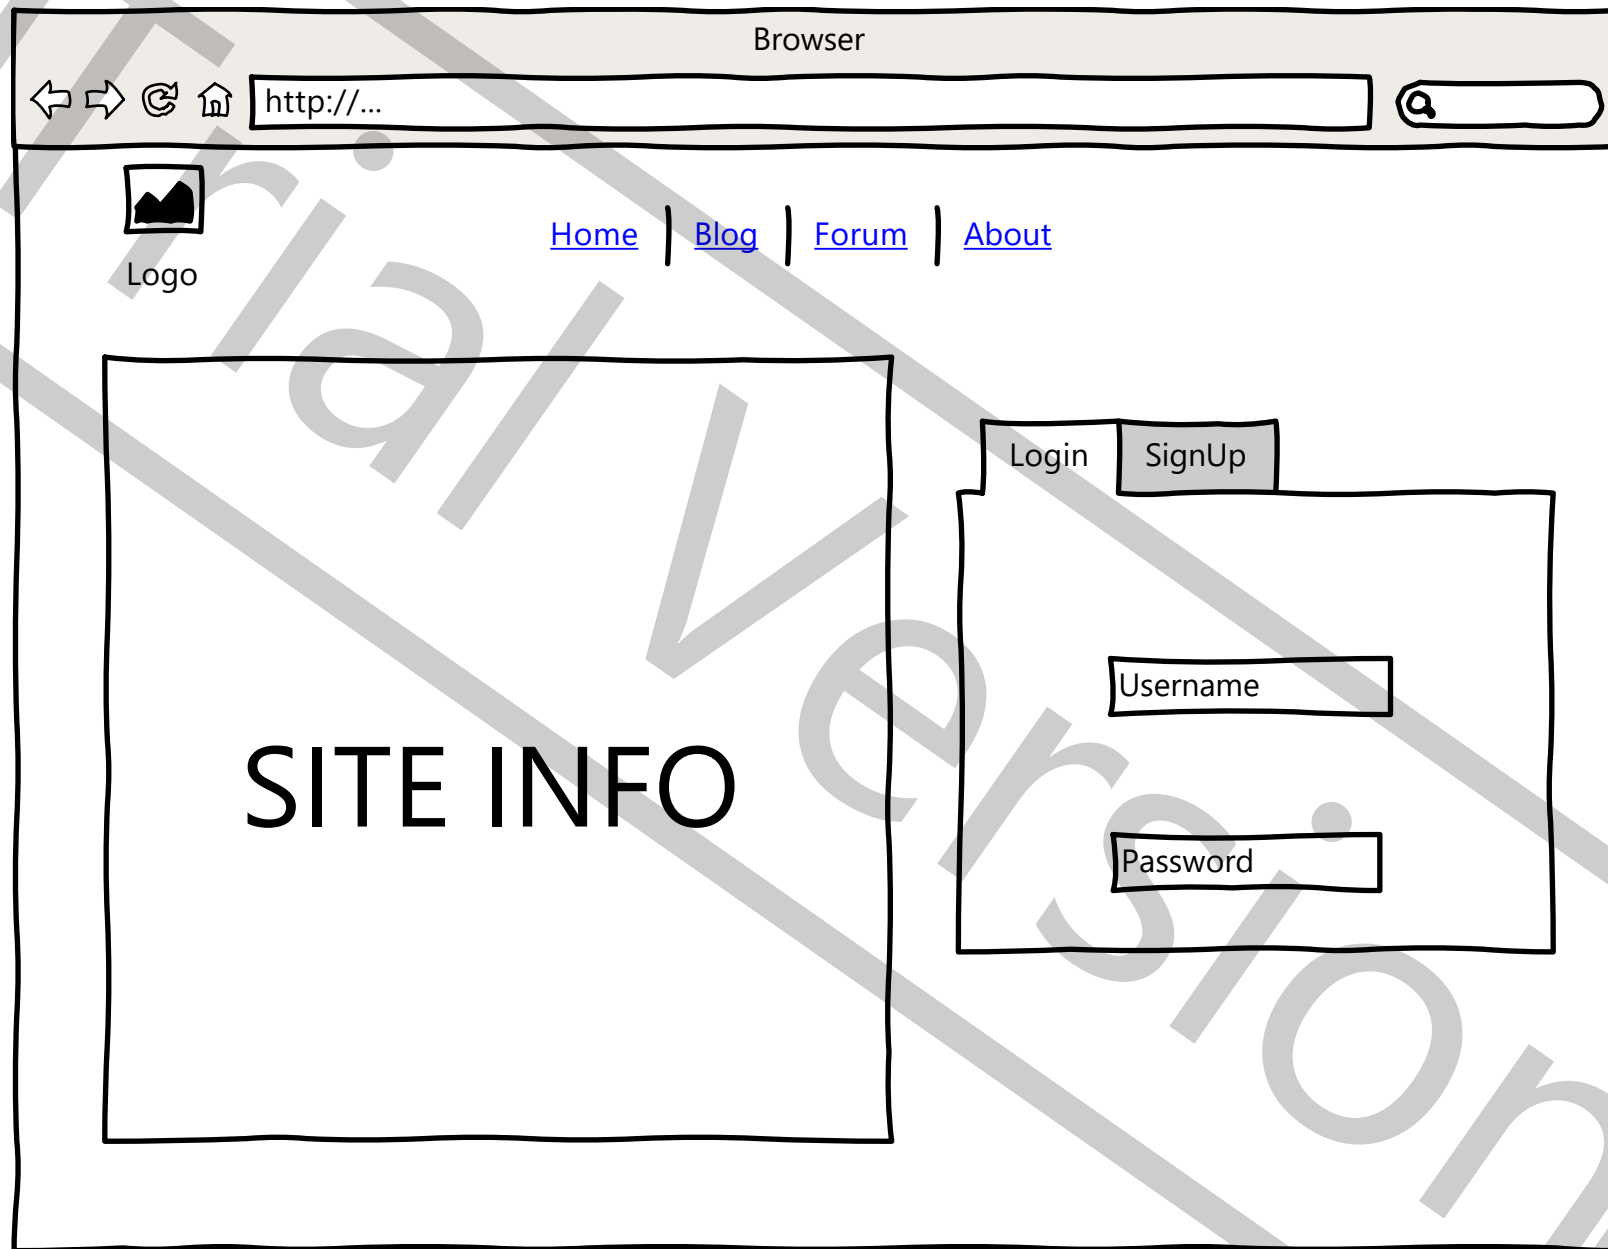 Browser
http://...
Logo
Home Blog Forum About
Login SignUp
Username
SITE INFO
Password
Trial Version